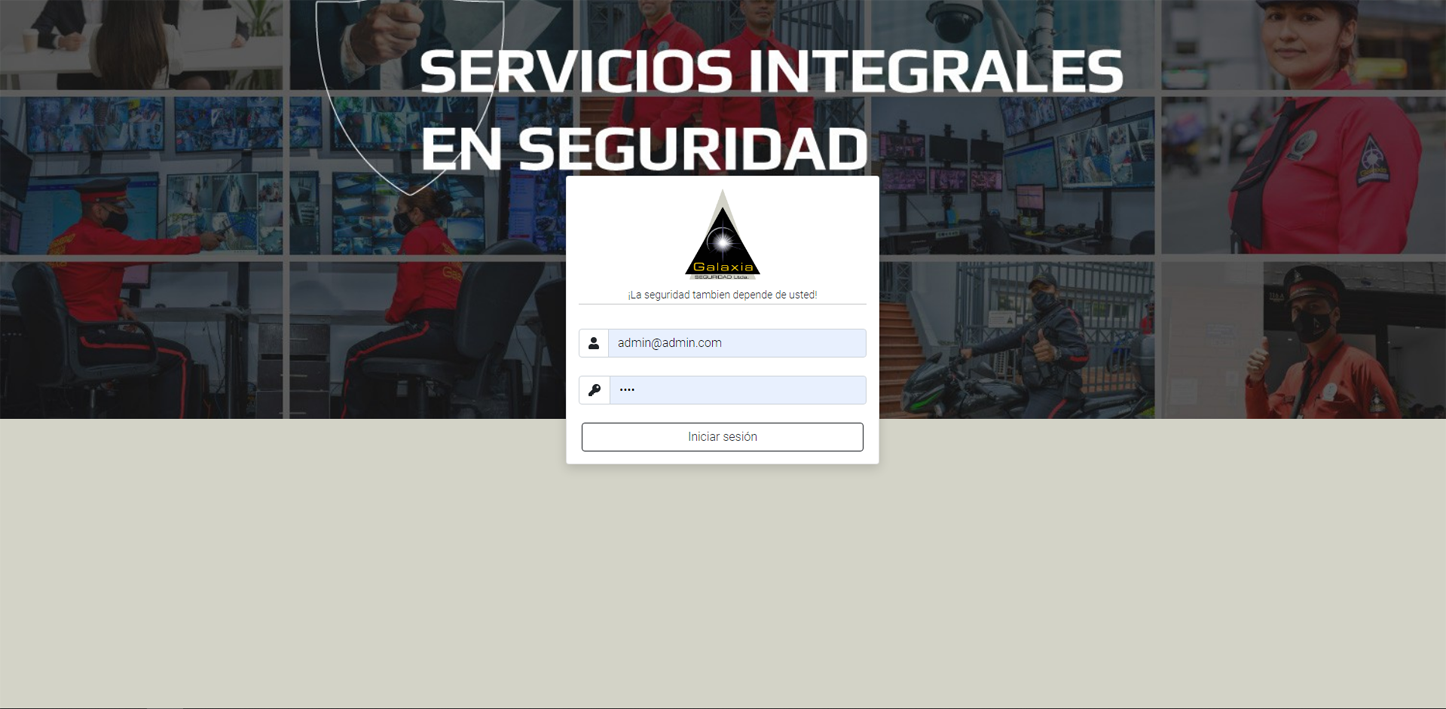 SERVICIOS INTEGRALES
EN SEGURIDAD
Galaxia
SEGURIDAD Ltda.
¡La seguridad tambien depende de usted!
admin@admin.com
••••
Iniciar sesión